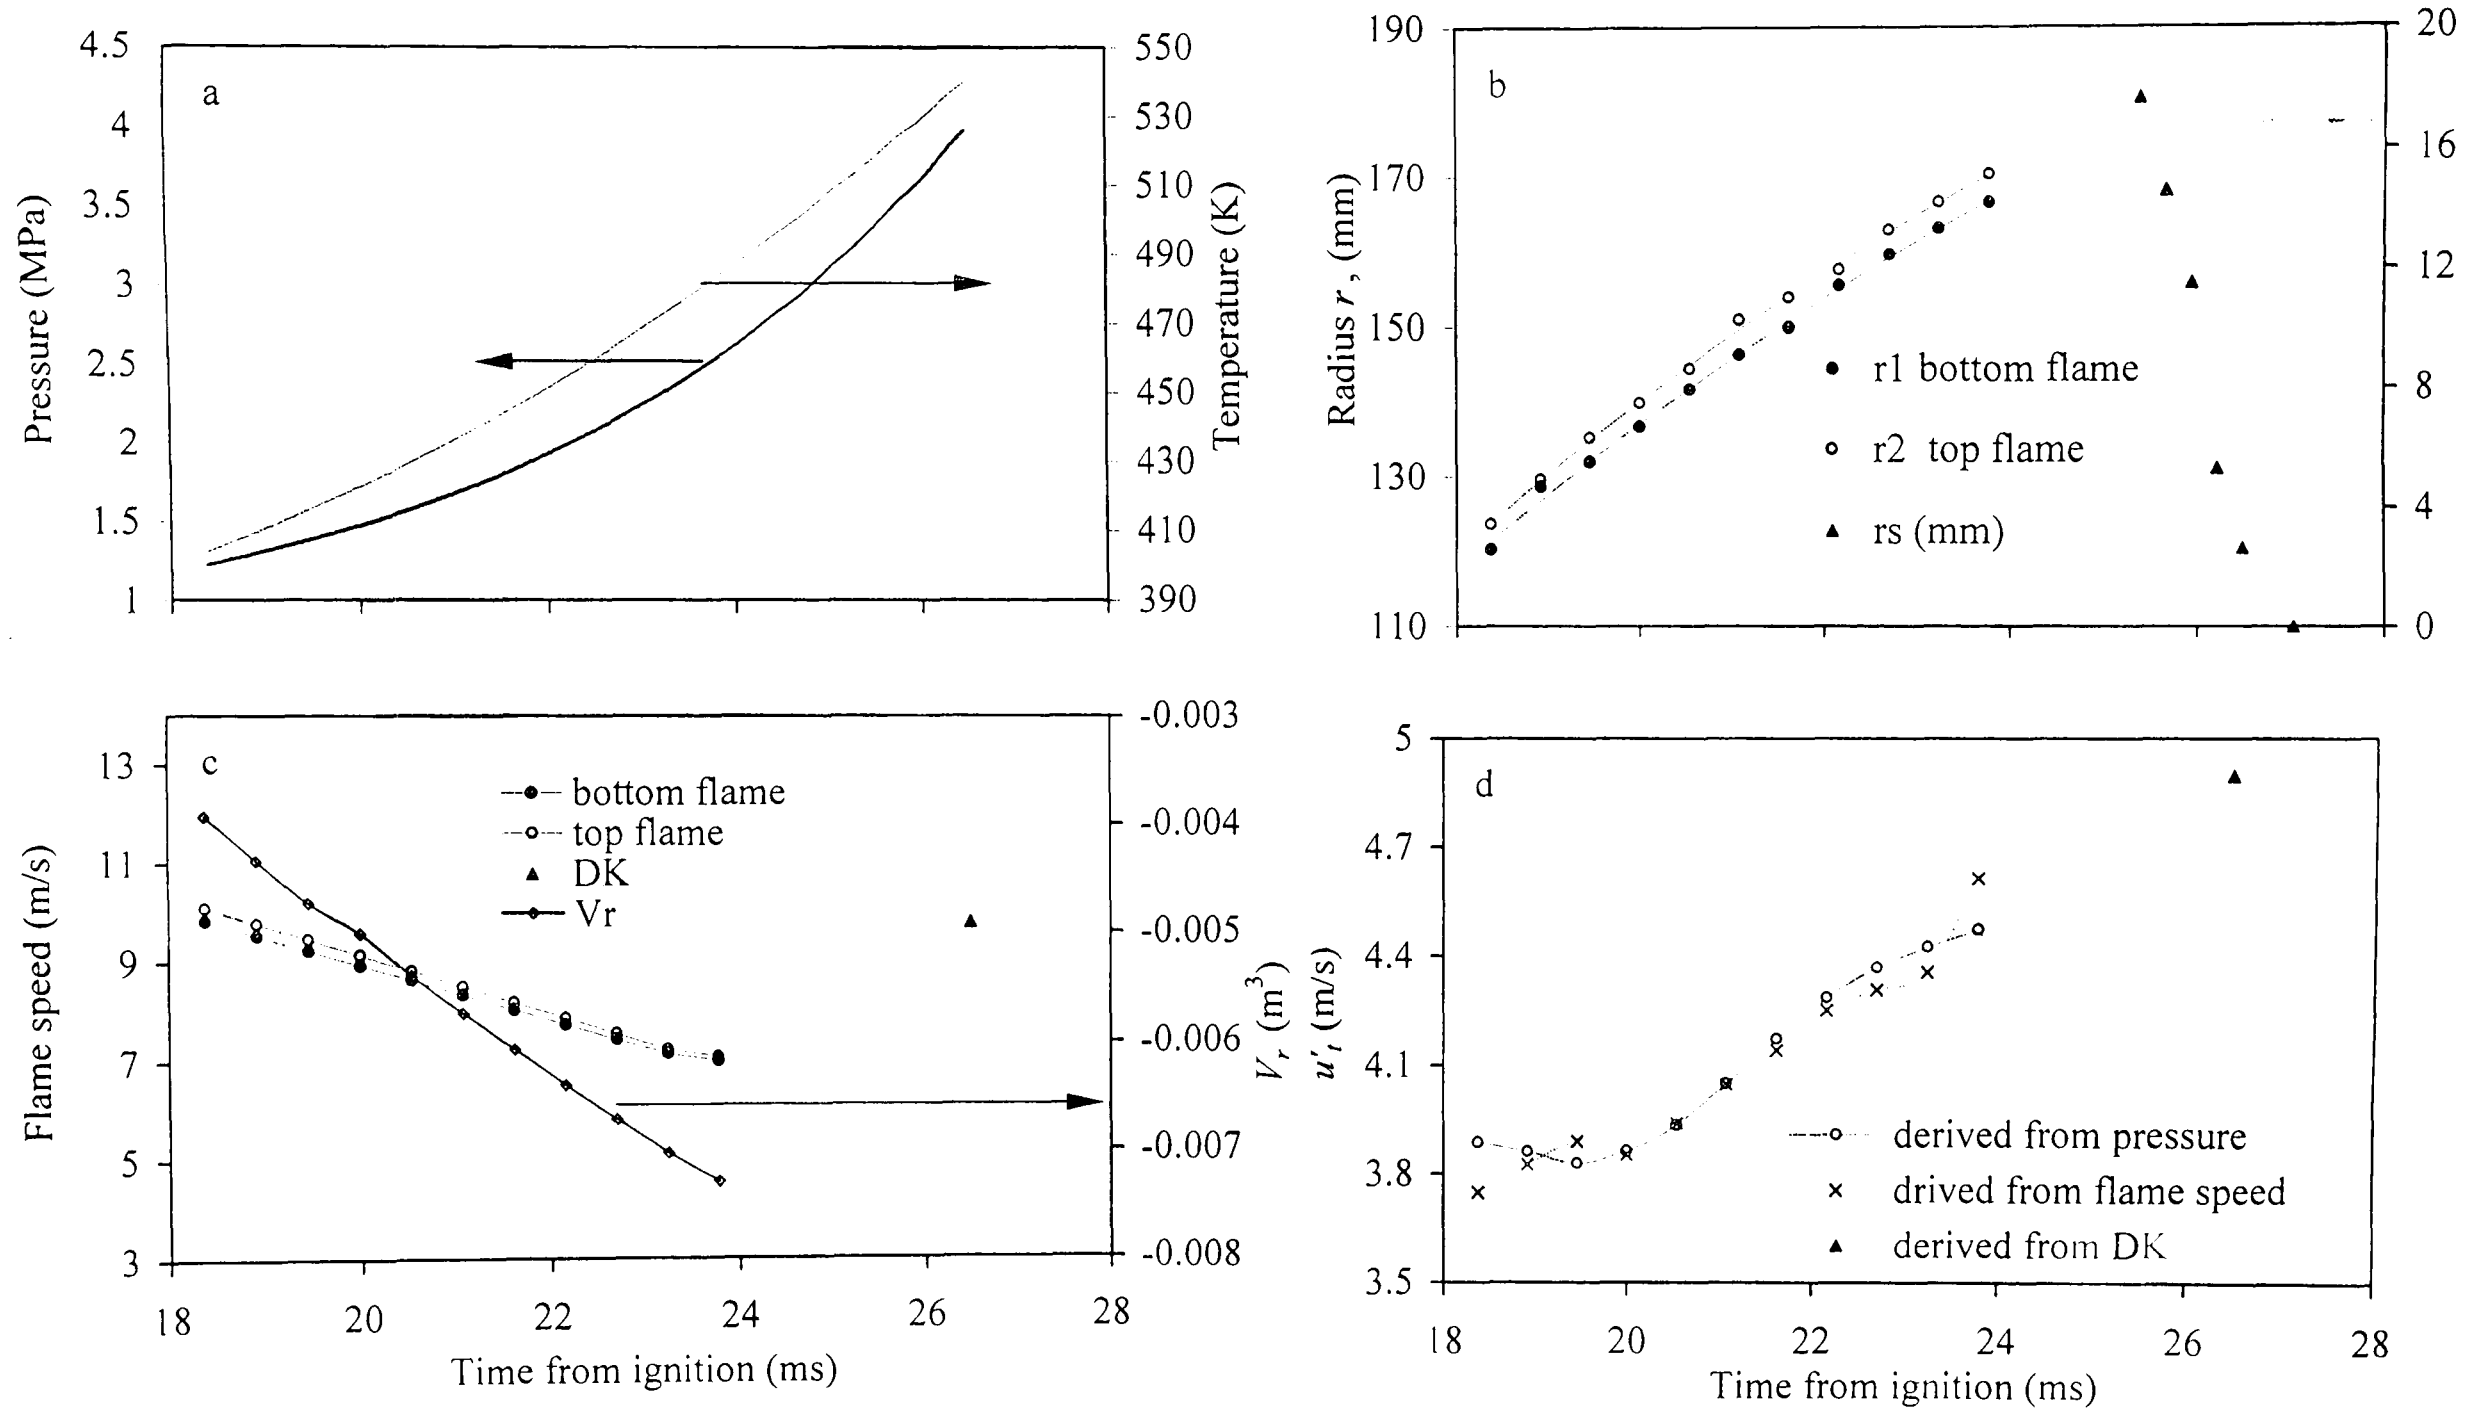 a
4.5
4
3.5
3
2.5
2
1.5
1
Pressure (MPa)
550
530
510
490
470
450
430
410
390
Temperature (K)
b
190
170
150
130
110
Radius r, (mm)
20
16
12
8
4
0
r1 bottom flame
r2 top flame
rs (mm)
c
13
11
9
7
5
3
Flame speed (m/s)
bottom flame
top flame
DK
Vr
-0.003
-0.004
-0.005
-0.006
-0.007
-0.008
Vr (m³)
18 20 22 24 26 28
Time from ignition (ms)
d
5
4.7
4.4
4.1
3.8
3.5
u't (m/s)
derived from pressure
drived from flame speed
derived from DK
18 20 22 24 26 28
Time from ignition (ms)